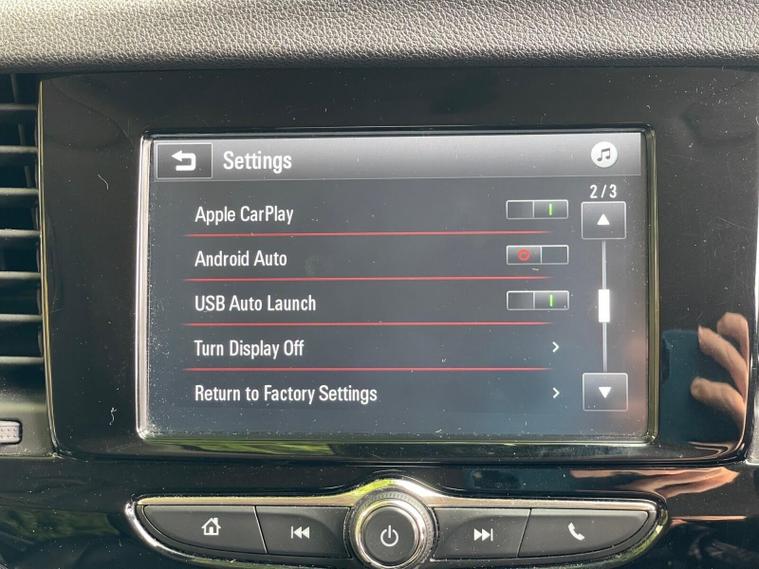 Settings
2/3
Apple CarPlay
Android Auto
USB Auto Launch
Turn Display Off
Return to Factory Settings